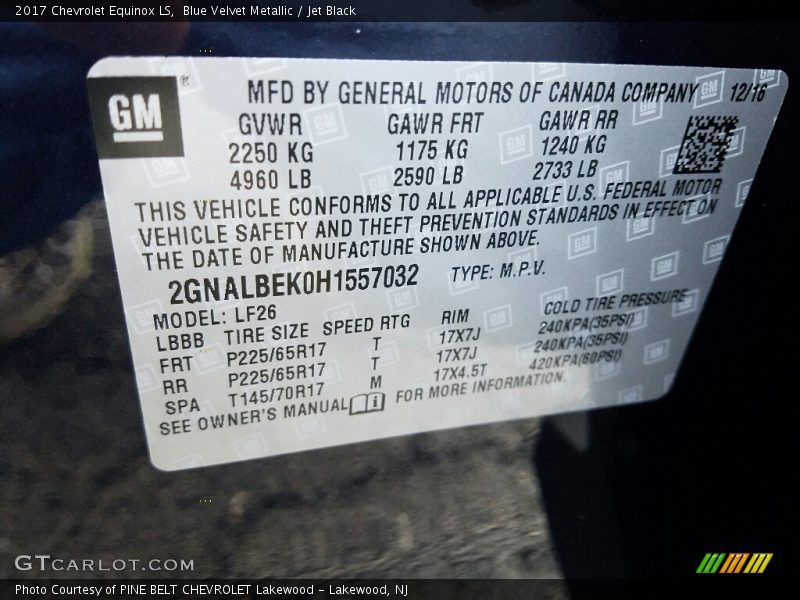 2017 Chevrolet Equinox LS,  Blue Velvet Metallic / Jet Black
GM ®
MFD BY GENERAL MOTORS OF CANADA COMPANY 12/16
GVWR GAWR FRT GAWR RR
2250 KG 1175 KG 1240 KG
4960 LB 2590 LB 2733 LB
THIS VEHICLE CONFORMS TO ALL APPLICABLE U.S. FEDERAL MOTOR
VEHICLE SAFETY AND THEFT PREVENTION STANDARDS IN EFFECT ON
THE DATE OF MANUFACTURE SHOWN ABOVE.
2GNALBEK0H1557032 TYPE: M.P.V.
MODEL: LF26
LBBB TIRE SIZE SPEED RTG RIM COLD TIRE PRESSURE
FRT P225/65R17 T 17X7J 240KPA(35PSI)
RR P225/65R17 T 17X7J 240KPA(35PSI)
SPA T145/70R17 M 17X4.5T 420KPA(60PSI)
SEE OWNER'S MANUAL i FOR MORE INFORMATION
GTCARLOT.COM
Photo Courtesy of PINE BELT CHEVROLET Lakewood - Lakewood, NJ